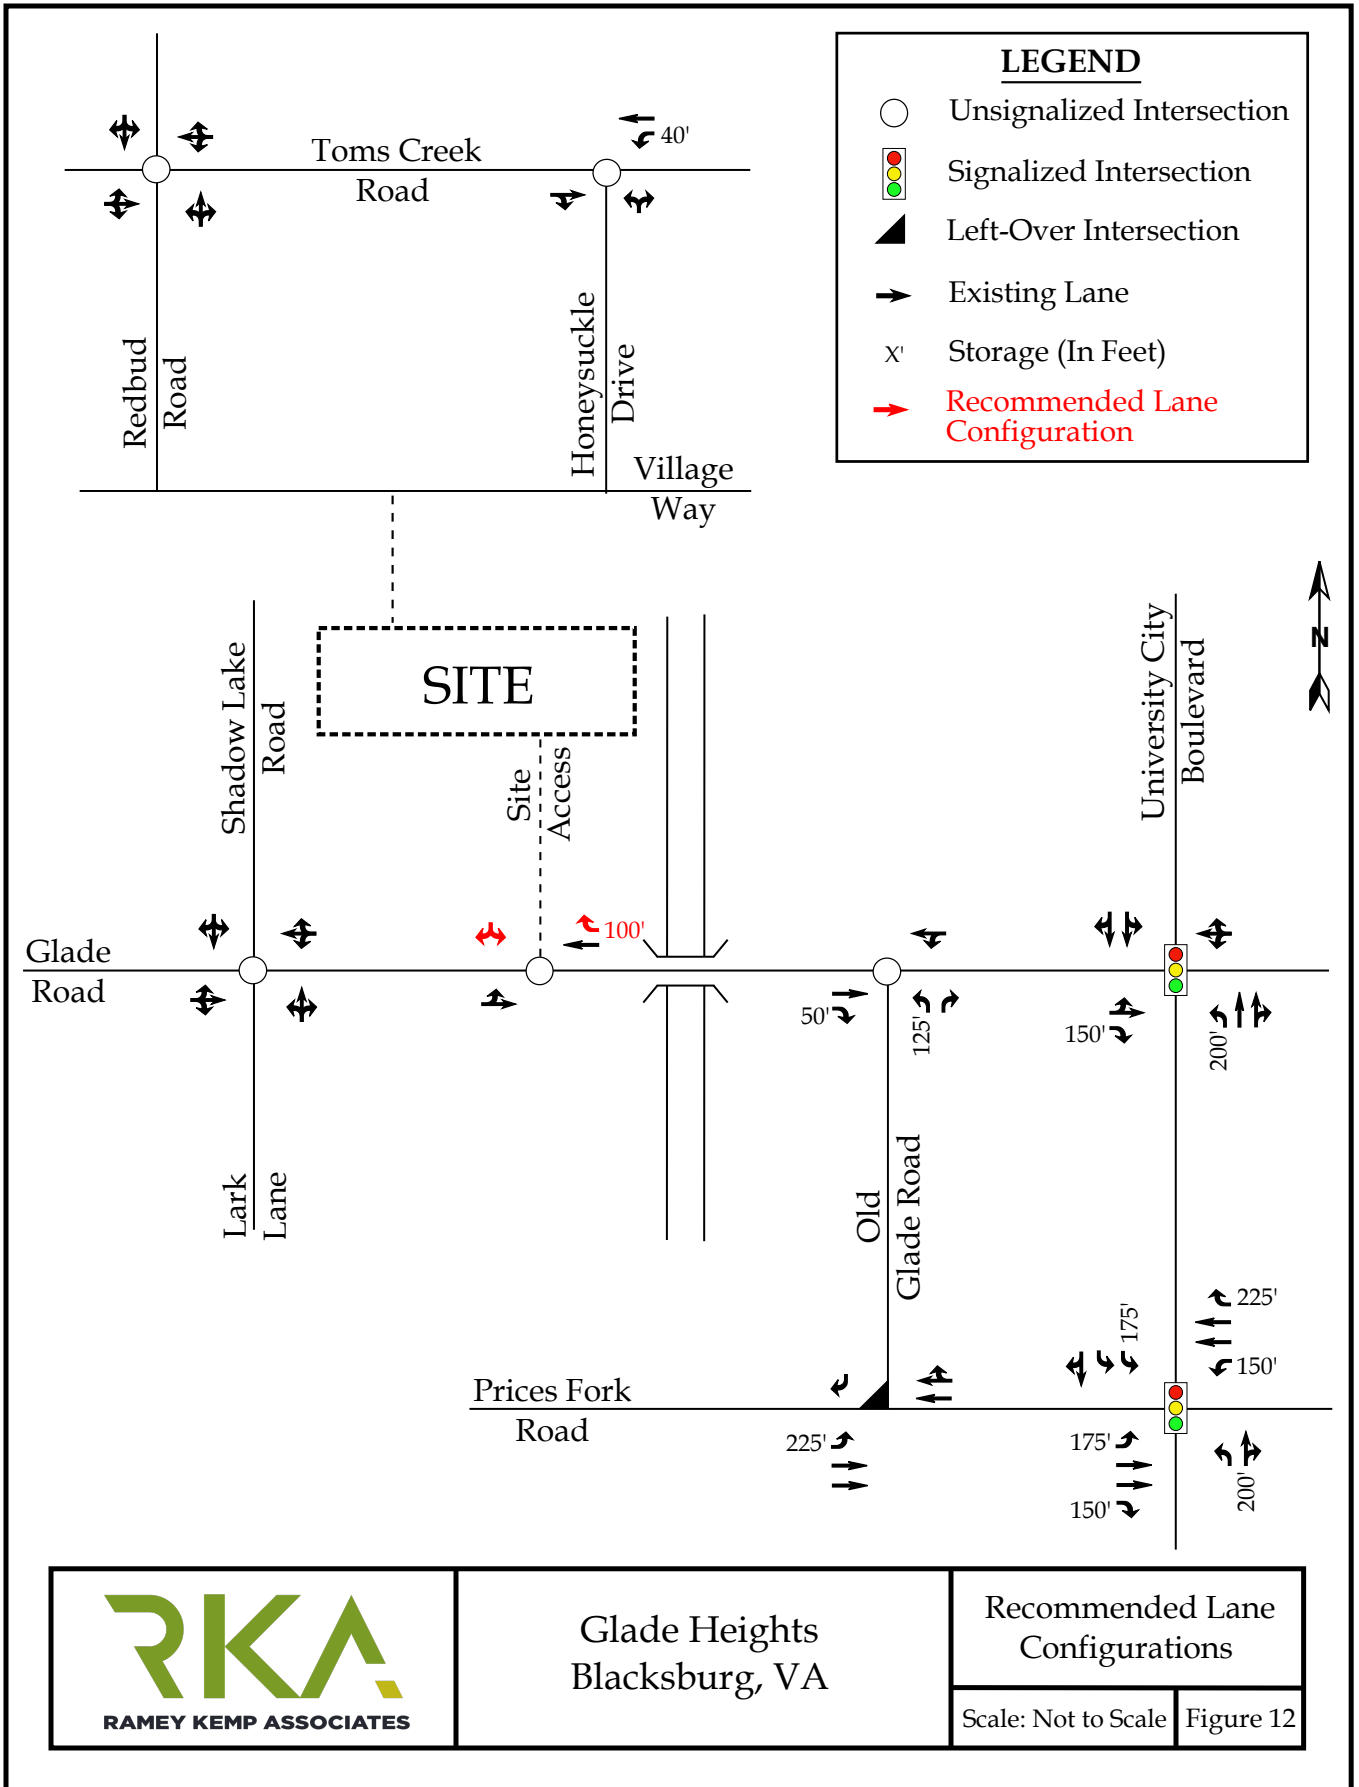 LEGEND
Unsignalized Intersection
Signalized Intersection
Left-Over Intersection
Existing Lane
X' Storage (In Feet)
Recommended Lane
Configuration
40'
Toms Creek
Road
Redbud
Road
Honeysuckle
Drive
Village
Way
N
SITE
Shadow Lake
Road
Site
Access
University City
Boulevard
100'
Glade
Road
50'
125'
150'
200'
Lark
Lane
Old
Glade Road
225'
175'
150'
Prices Fork
Road
225'
175'
150'
200'
RKA
RAMEY KEMP ASSOCIATES
Glade Heights
Blacksburg, VA
Recommended Lane
Configurations
Scale: Not to Scale
Figure 12